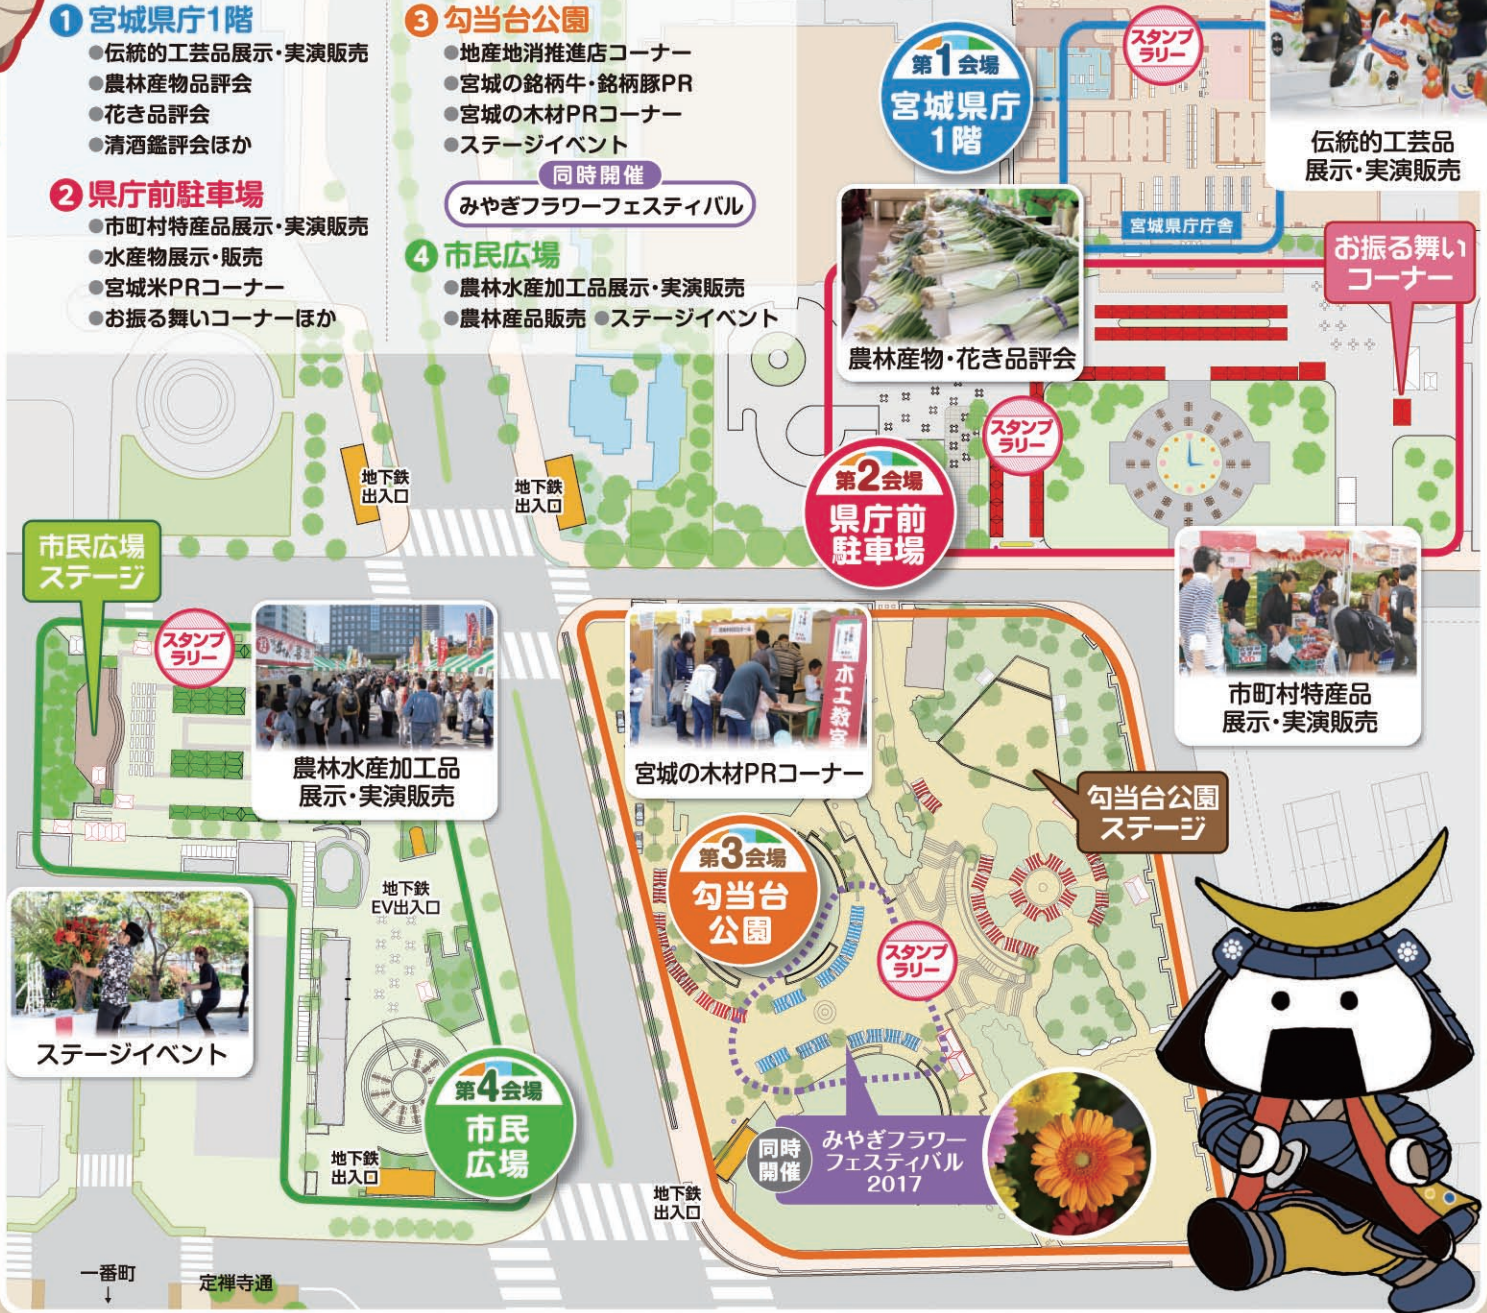 1 宮城県庁1階
●伝統的工芸品展示・実演販売
●農林産物品評会
●花き品評会
●清酒鑑評会ほか
2 県庁前駐車場
●市町村特産品展示・実演販売
●水産物展示・販売
●宮城米PRコーナー
●お振る舞いコーナーほか
3 勾当台公園
●地産地消推進店コーナー
●宮城の銘柄牛・銘柄豚PR
●宮城の木材PRコーナー
●ステージイベント
同時開催
みやぎフラワーフェスティバル
4 市民広場
●農林水産加工品展示・実演販売
●農林産品販売 ●ステージイベント
第1会場
宮城県庁
1階
スタンプ
ラリー
伝統的工芸品
展示・実演販売
宮城県庁庁舎
お振る舞い
コーナー
農林産物・花き品評会
スタンプ
ラリー
第2会場
県庁前
駐車場
地下鉄
出入口
地下鉄
出入口
市民広場
ステージ
スタンプ
ラリー
農林水産加工品
展示・実演販売
木工教室
宮城の木材PRコーナー
市町村特産品
展示・実演販売
勾当台公園
ステージ
第3会場
勾当台
公園
スタンプ
ラリー
地下鉄
EV出入口
ステージイベント
第4会場
市民
広場
同時
開催
みやぎフラワー
フェスティバル
2017
地下鉄
出入口
地下鉄
出入口
一番町
↓
定禅寺通